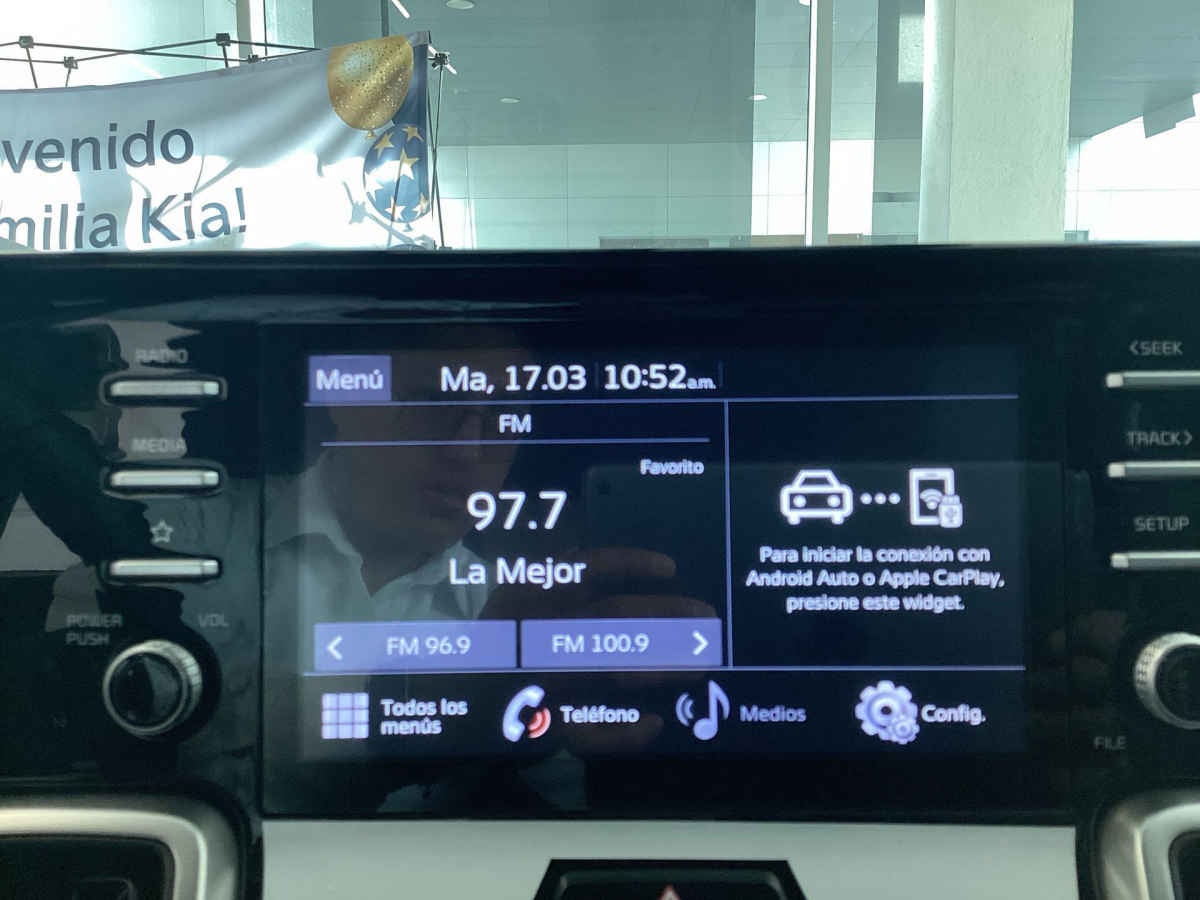 venido
milia Kia!
RADIO
MEDIA
POWER
PUSH
VOL
<SEEK
TRACK>
SETUP
FILE
Menú
Ma, 17.03 10:52 a.m.
FM
Favorito
97.7
La Mejor
< FM 96.9
FM 100.9 >
Para iniciar la conexión con
Android Auto o Apple CarPlay,
presione este widget.
Todos los
menús
Teléfono
Medios
Config.